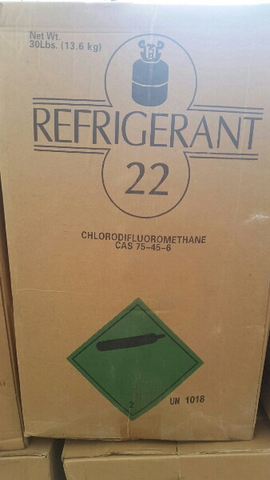 Net Wt.
30Lbs. (13.6 kg)
REFRIGERANT
22
CHLORODIFLUOROMETHANE
CAS 75-45-6
2
UN 1018